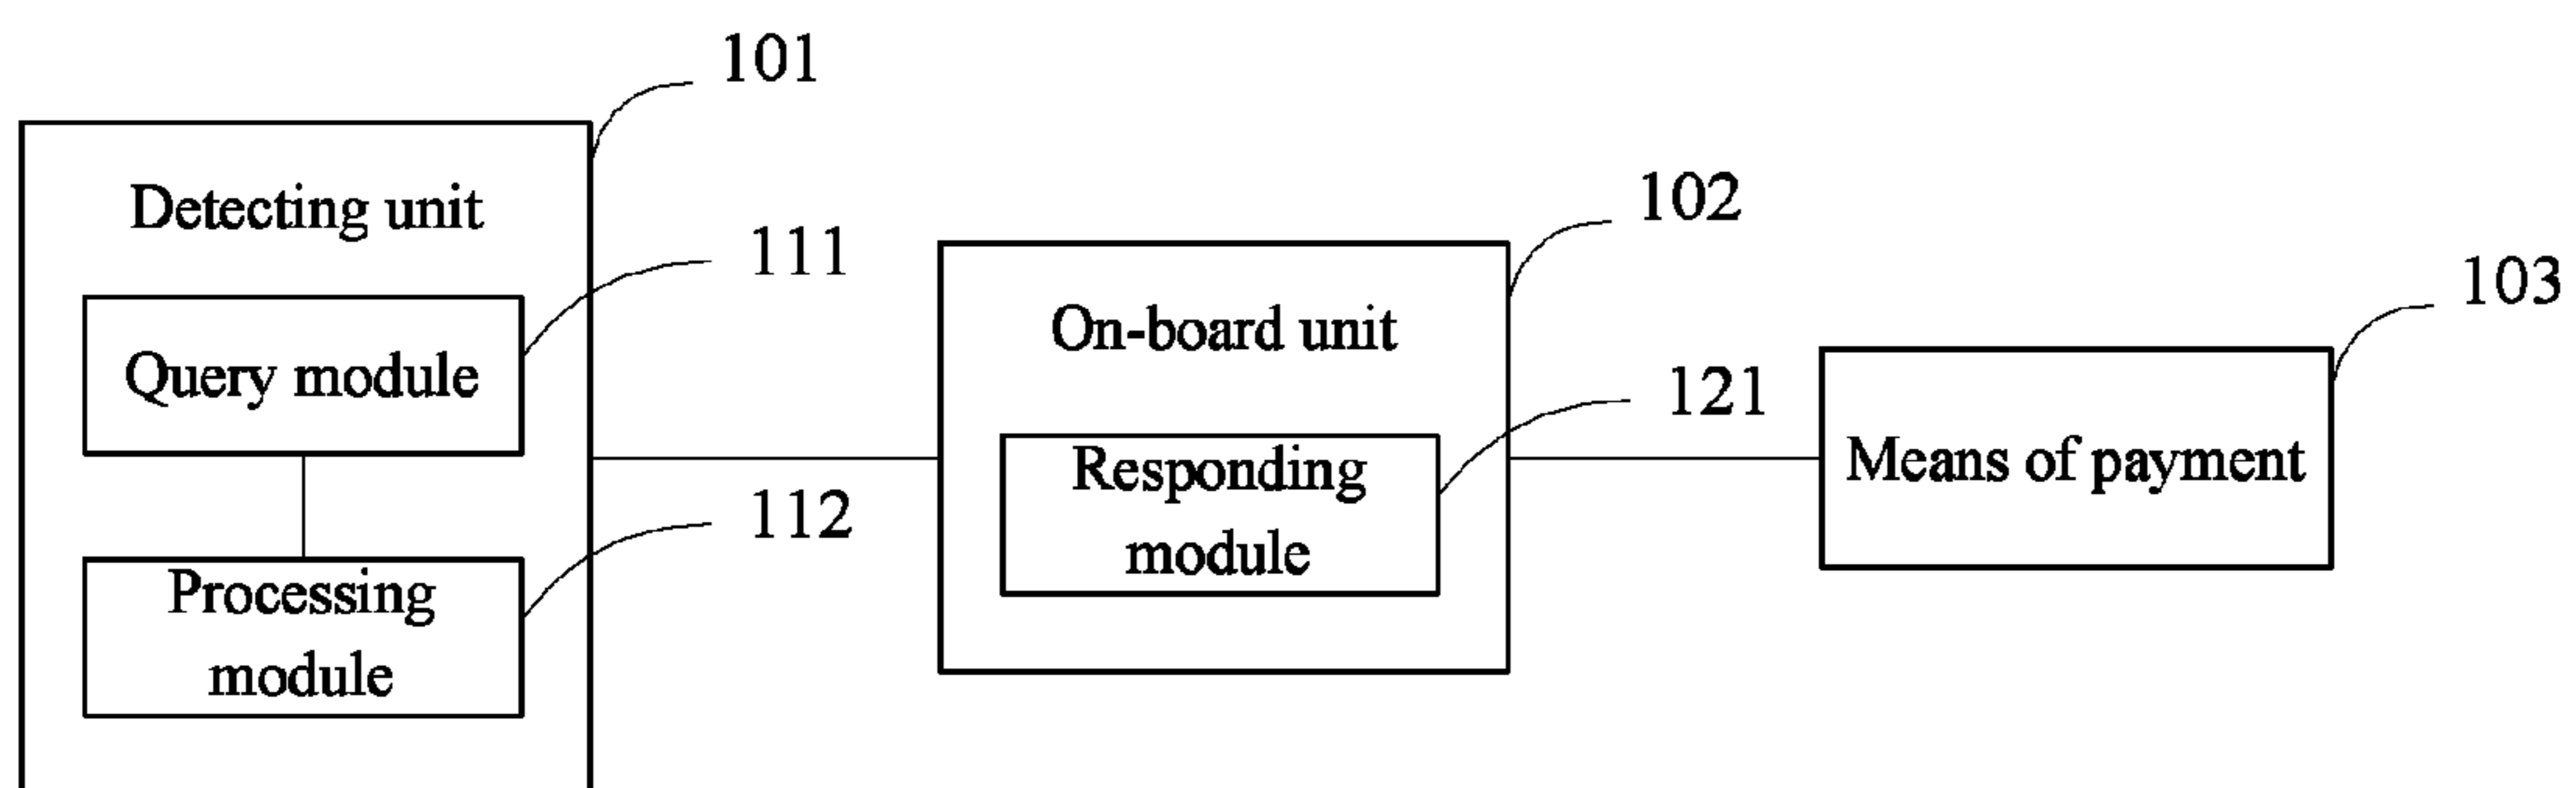 101
Detecting unit
111
Query module
112
Processing
module
102
On-board unit
121
Responding
module
103
Means of payment